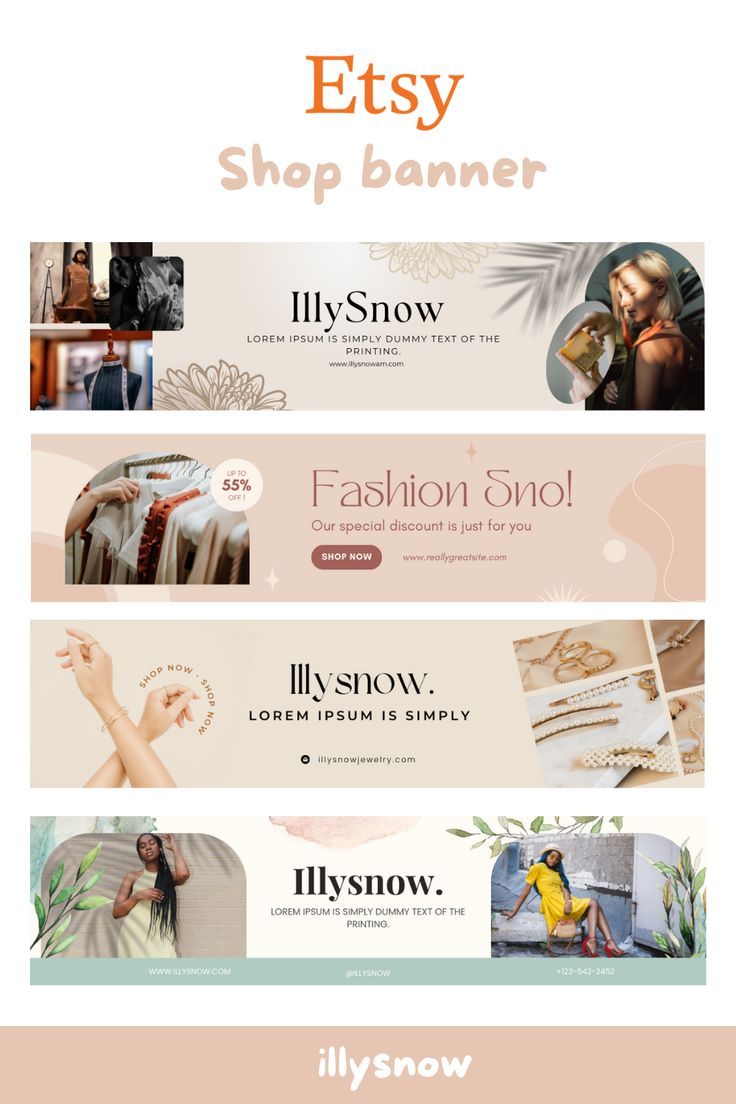 Etsy
Shop banner
IllySnow
LOREM IPSUM IS SIMPLY DUMMY TEXT OF THE
PRINTING.
www.illysnowam.com
UP TO
55%
OFF !
Fashion Sno!
Our special discount is just for you
SHOP NOW
www.reallygreatsite.com
SHOP NOW - SHOP NOW
Illysnow.
LOREM IPSUM IS SIMPLY
illysnowjewelry.com
Illysnow.
LOREM IPSUM IS SIMPLY DUMMY TEXT OF THE
PRINTING.
WWW.ILLYSNOW.COM
@ILLYSNOW
+123-542-2452
illysnow